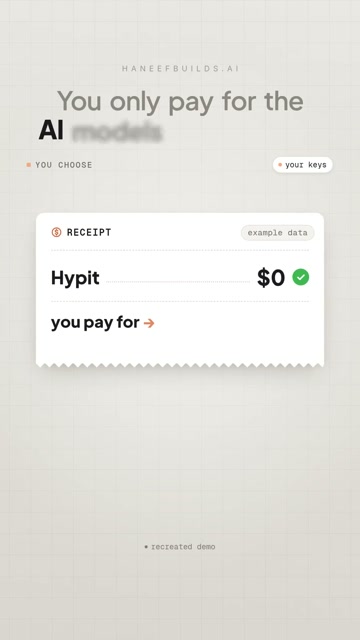 HANEEFBUILDS.AI
You only pay for the
AI models
YOU CHOOSE
your keys
RECEIPT
example data
Hypit $0
you pay for →
recreated demo